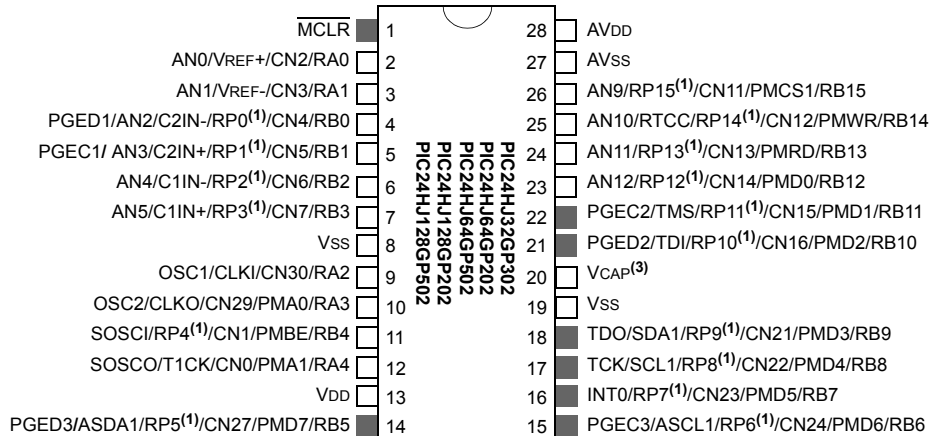 MCLR 1
AN0/VREF+/CN2/RA0 2
AN1/VREF-/CN3/RA1 3
PGED1/AN2/C2IN-/RP0(1)/CN4/RB0 4
PGEC1/ AN3/C2IN+/RP1(1)/CN5/RB1 5
AN4/C1IN-/RP2(1)/CN6/RB2 6
AN5/C1IN+/RP3(1)/CN7/RB3 7
VSS 8
OSC1/CLKI/CN30/RA2 9
OSC2/CLKO/CN29/PMA0/RA3 10
SOSCI/RP4(1)/CN1/PMBE/RB4 11
SOSCO/T1CK/CN0/PMA1/RA4 12
VDD 13
PGED3/ASDA1/RP5(1)/CN27/PMD7/RB5 14
PIC24HJ32GP302
PIC24HJ64GP202
PIC24HJ64GP502
PIC24HJ128GP202
PIC24HJ128GP502
28 AVDD
27 AVSS
26 AN9/RP15(1)/CN11/PMCS1/RB15
25 AN10/RTCC/RP14(1)/CN12/PMWR/RB14
24 AN11/RP13(1)/CN13/PMRD/RB13
23 AN12/RP12(1)/CN14/PMD0/RB12
22 PGEC2/TMS/RP11(1)/CN15/PMD1/RB11
21 PGED2/TDI/RP10(1)/CN16/PMD2/RB10
20 VCAP(3)
19 VSS
18 TDO/SDA1/RP9(1)/CN21/PMD3/RB9
17 TCK/SCL1/RP8(1)/CN22/PMD4/RB8
16 INT0/RP7(1)/CN23/PMD5/RB7
15 PGEC3/ASCL1/RP6(1)/CN24/PMD6/RB6